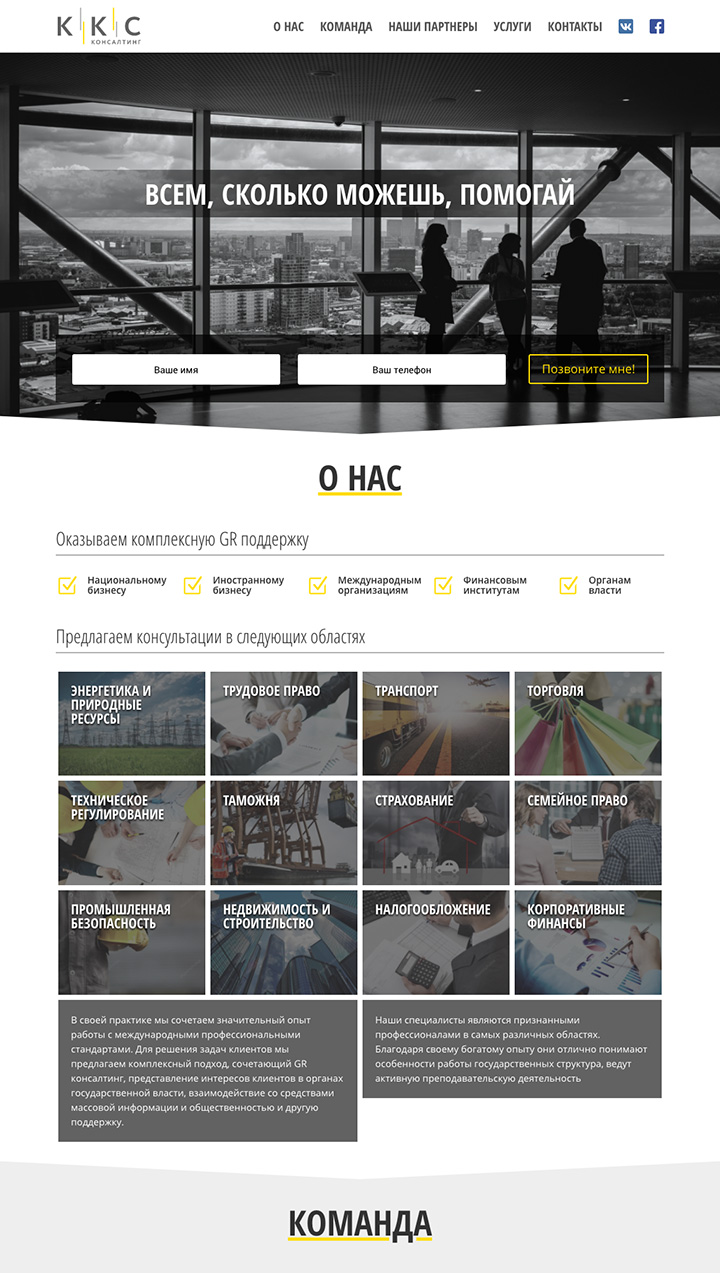 ККС
КОНСАЛТИНГ
О НАС КОМАНДА НАШИ ПАРТНЕРЫ УСЛУГИ КОНТАКТЫ
ВСЕМ, СКОЛЬКО МОЖЕШЬ, ПОМОГАЙ
Ваше имя
Ваш телефон
Позвоните мне!
О НАС
Оказываем комплексную GR поддержку
Национальному
бизнесу
Иностранному
бизнесу
Международным
организациям
Финансовым
институтам
Органам
власти
Предлагаем консультации в следующих областях
ЭНЕРГЕТИКА И
ПРИРОДНЫЕ
РЕСУРСЫ
ТРУДОВОЕ ПРАВО
ТРАНСПОРТ
ТОРГОВЛЯ
ТЕХНИЧЕСКОЕ
РЕГУЛИРОВАНИЕ
ТАМОЖНЯ
СТРАХОВАНИЕ
СЕМЕЙНОЕ ПРАВО
ПРОМЫШЛЕННАЯ
БЕЗОПАСНОСТЬ
НЕДВИЖИМОСТЬ И
СТРОИТЕЛЬСТВО
НАЛОГООБЛОЖЕНИЕ
КОРПОРАТИВНЫЕ
ФИНАНСЫ
В своей практике мы сочетаем значительный опыт
работы с международными профессиональными
стандартами. Для решения задач клиентов мы
предлагаем комплексный подход, сочетающий GR
консалтинг, представление интересов клиентов в органах
государственной власти, взаимодействие со средствами
массовой информации и общественностью и другую
поддержку.
Наши специалисты являются признанными
профессионалами в самых различных областях.
Благодаря своему богатому опыту они отлично понимают
особенности работы государственных структура, ведут
активную преподавательскую деятельность
КОМАНДА